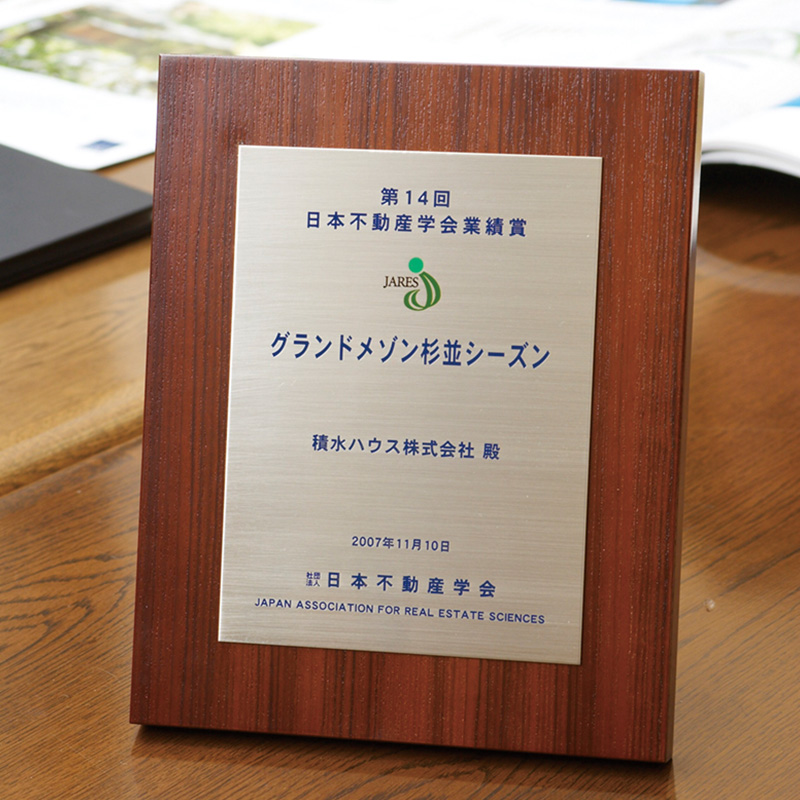 第14回
日本不動産学会業績賞
JARES
グランドメゾン杉並シーズン
積水ハウス株式会社 殿
2007年11月10日
社団法人 日本不動産学会
JAPAN ASSOCIATION FOR REAL ESTATE SCIENCES